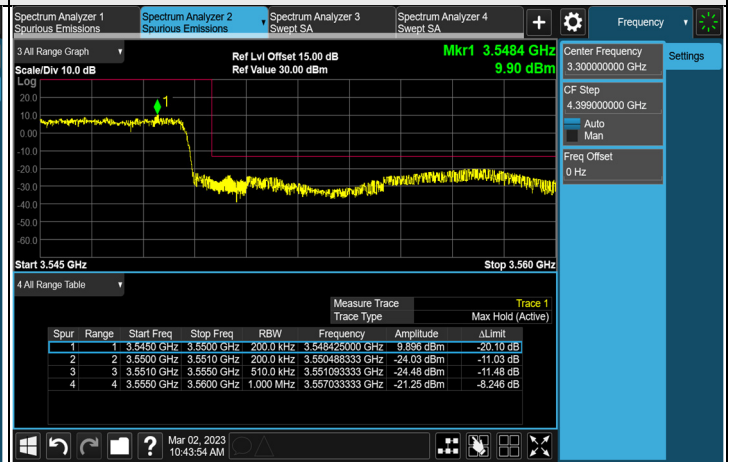 Spectrum Analyzer 1
Spurious Emissions
Spectrum Analyzer 2
Spurious Emissions
Spectrum Analyzer 3
Swept SA
Spectrum Analyzer 4
Swept SA
+
Frequency
3 All Range Graph
Scale/Div 10.0 dB
Ref Lvl Offset 15.00 dB
Ref Value 30.00 dBm
Mkr1 3.5484 GHz
9.90 dBm
Center Frequency
3.300000000 GHz
Settings
CF Step
4.399000000 GHz
Auto
Man
Freq Offset
0 Hz
Log
20.0
10.0
0.00
-10.0
-20.0
-30.0
-40.0
-50.0
-60.0
1
Start 3.545 GHz
Stop 3.560 GHz
4 All Range Table
Measure Trace Trace 1
Trace Type Max Hold (Active)
Spur Range Start Freq Stop Freq RBW Frequency Amplitude ΔLimit
1 1 3.5450 GHz 3.5500 GHz 200.0 kHz 3.548425000 GHz 9.896 dBm -20.10 dB
2 2 3.5500 GHz 3.5510 GHz 200.0 kHz 3.550488333 GHz -24.03 dBm -11.03 dB
3 3 3.5510 GHz 3.5550 GHz 510.0 kHz 3.551093333 GHz -24.48 dBm -11.48 dB
4 4 3.5550 GHz 3.5600 GHz 1.000 MHz 3.557033333 GHz -21.25 dBm -8.246 dB
?
Mar 02, 2023
10:43:54 AM